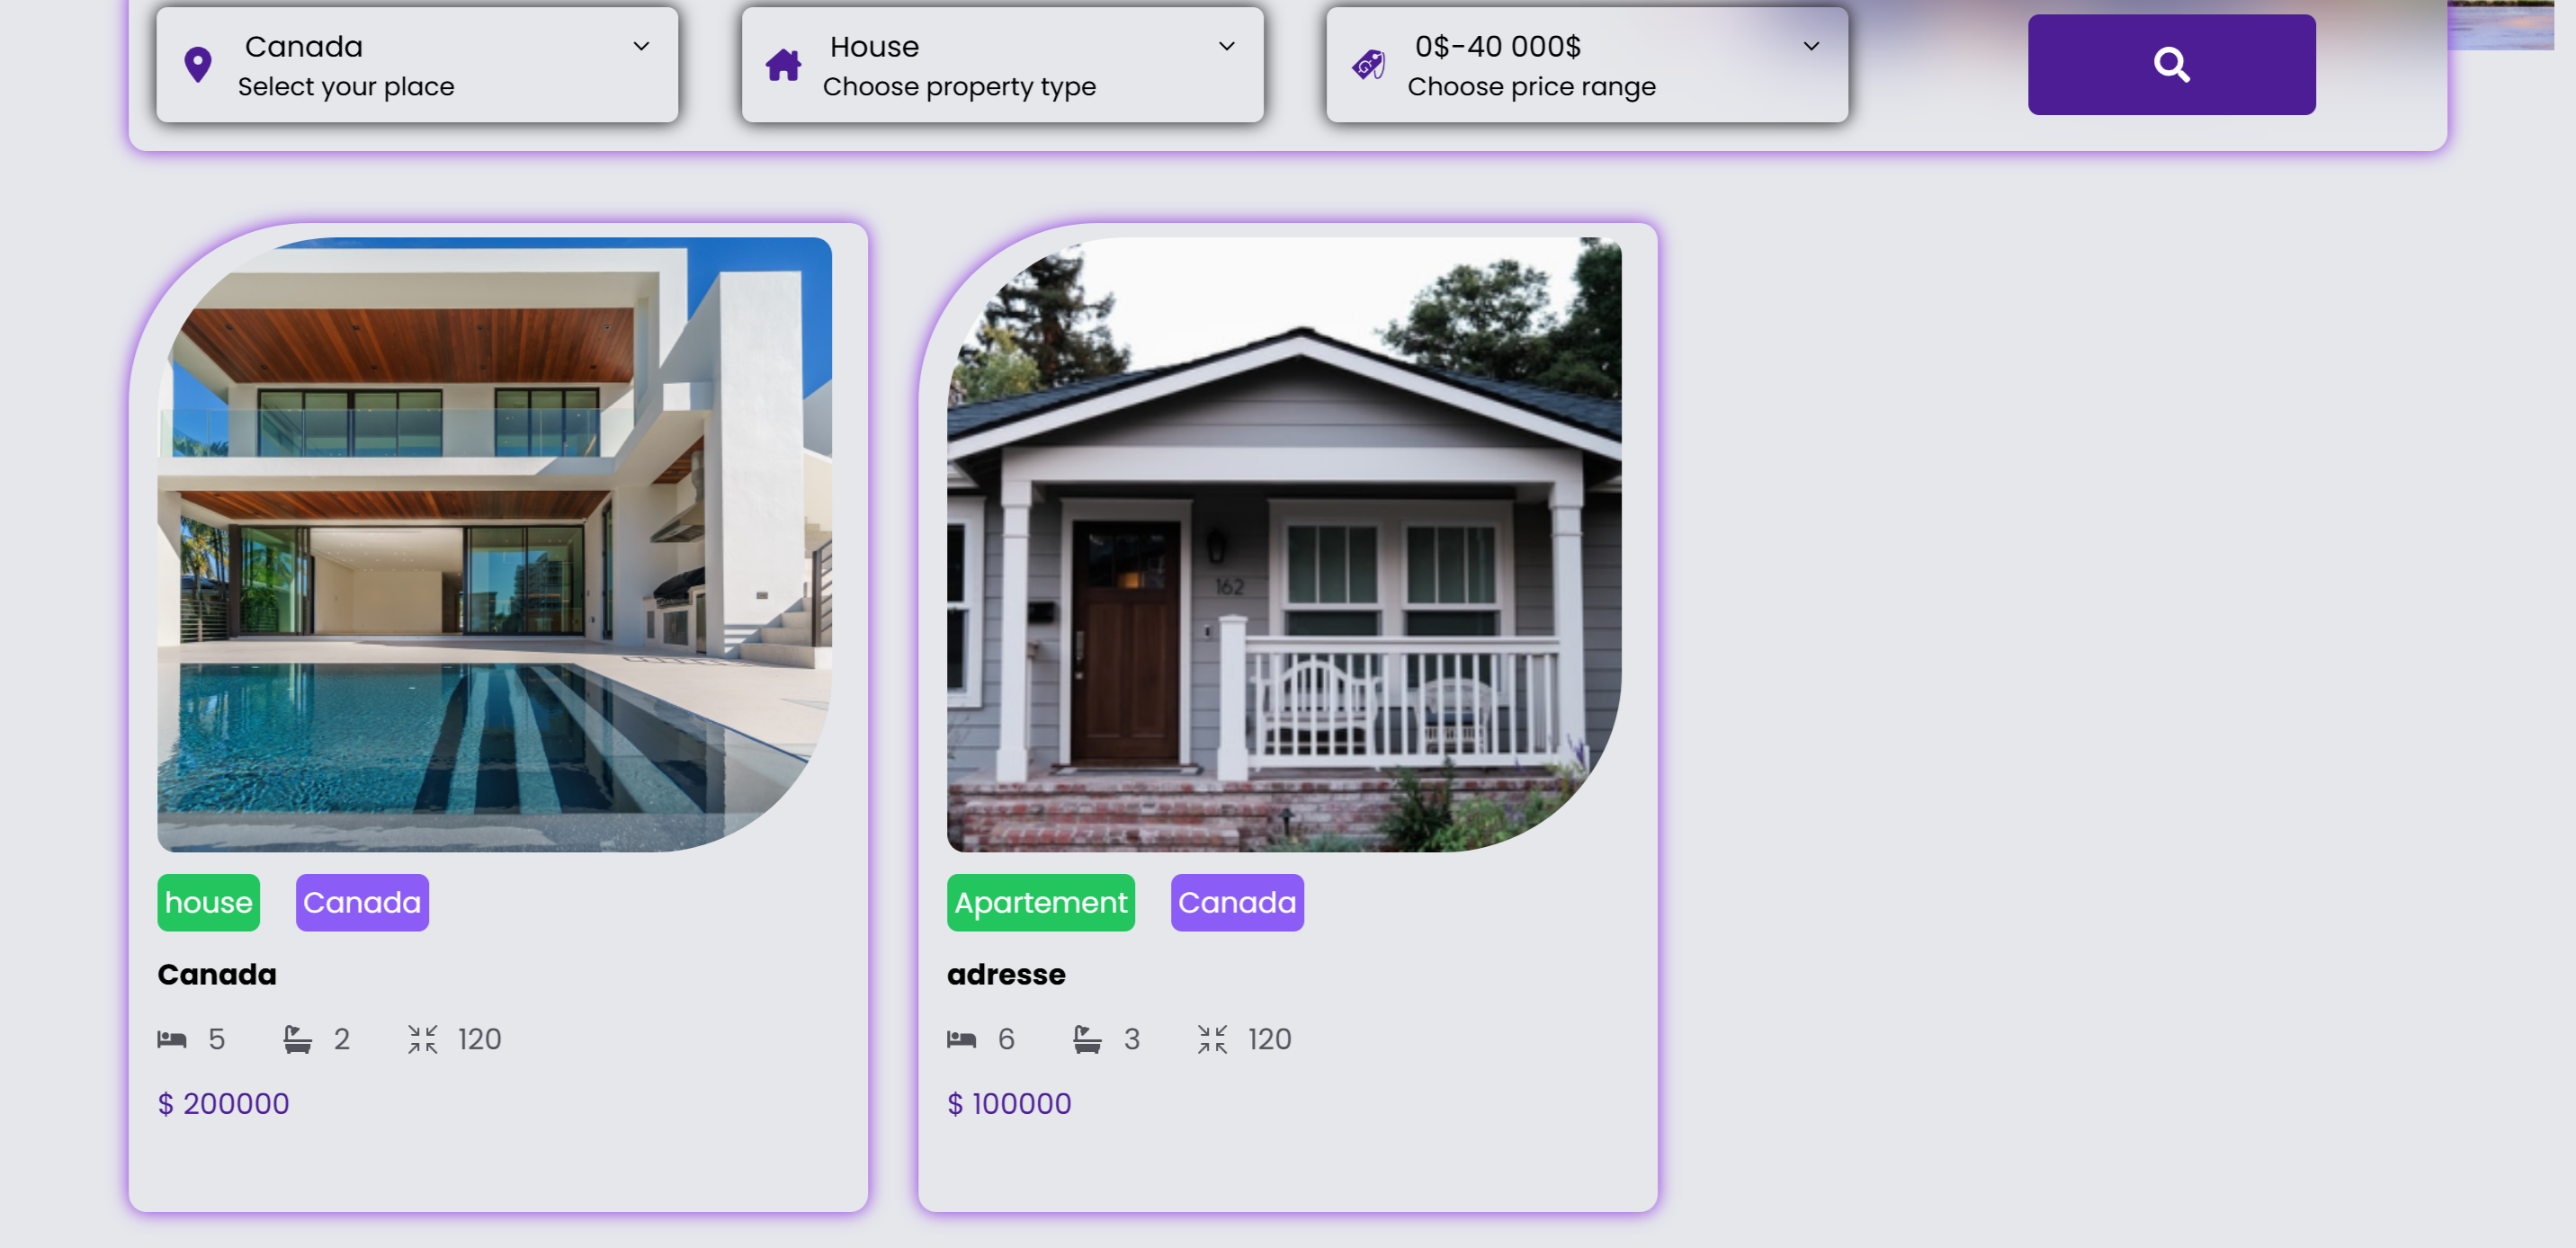 Canada
Select your place
House
Choose property type
0$-40 000$
Choose price range
162
house
Canada
Canada
5
2
120
$ 200000
Apartement
Canada
adresse
6
3
120
$ 100000